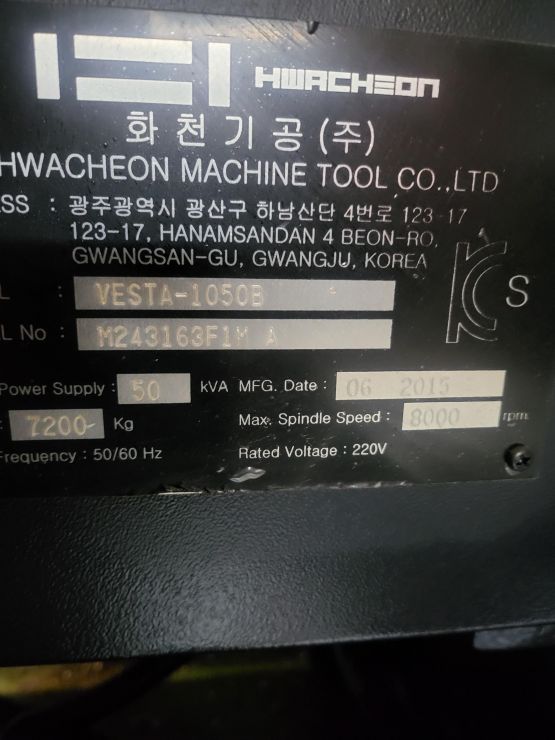 HWACHEON
화천기공(주)
HWACHEON MACHINE TOOL CO.,LTD
ESS : 광주광역시 광산구 하남산단 4번로 123-17
123-17, HANAMSANDAN 4 BEON-RO,
GWANGSAN-GU, GWANGJU, KOREA
L : VESTA-1050B
L No : M243163F1M A
Power Supply : 50 kVA MFG. Date : 06 2015
: 7200 Kg Max. Spindle Speed : 8000 rpm
Frequency : 50/60 Hz Rated Voltage : 220V
S